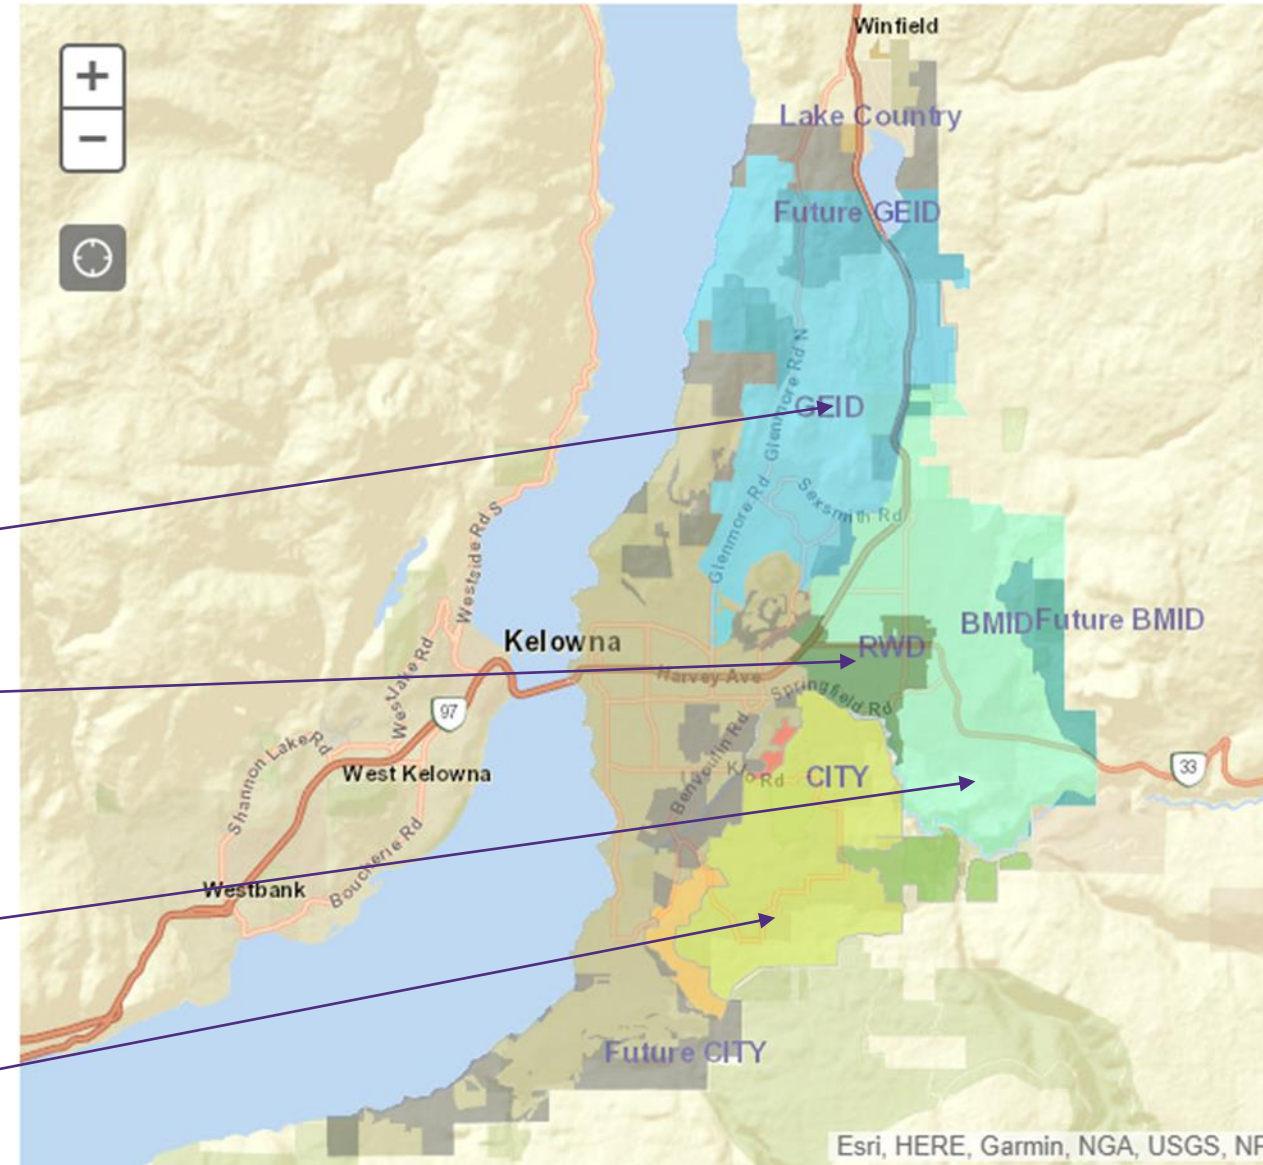 Winfield
+
Lake Country
−
Future GEID
Glenmore Rd N
GEID
Glenmore Rd
Sexsmith Rd
Westside Rd S
BMID
Future BMID
Kelowna
RWD
Harvey Ave
Springfield Rd
Westlake Rd
97
Benvoulin Rd
Shannon Lake Rd
West Kelowna
Rd
CITY
33
Boucherie Rd
Westbank
Future CITY
Esri, HERE, Garmin, NGA, USGS, NP